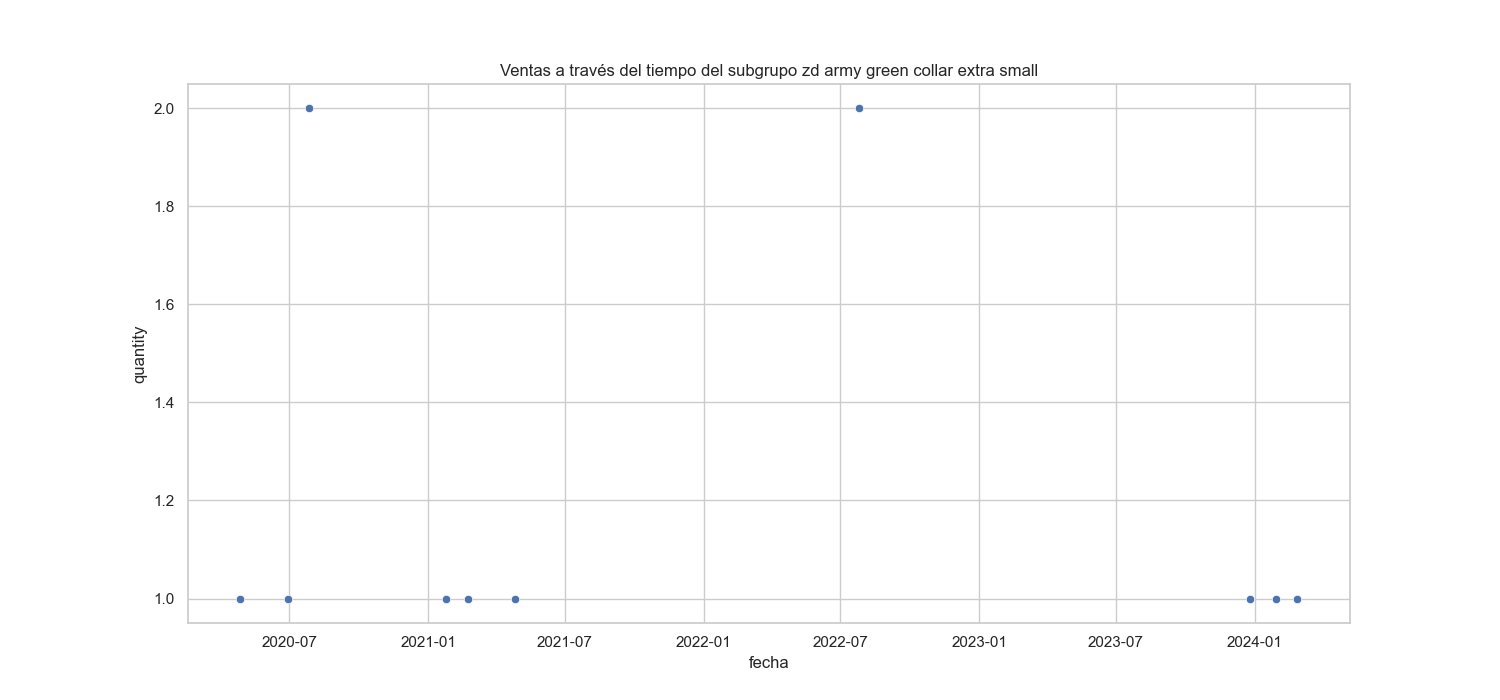 Ventas a través del tiempo del subgrupo zd army green collar extra small
2.0
1.8
1.6
1.4
1.2
1.0
quantity
2020-07 2021-01 2021-07 2022-01 2022-07 2023-01 2023-07 2024-01
fecha